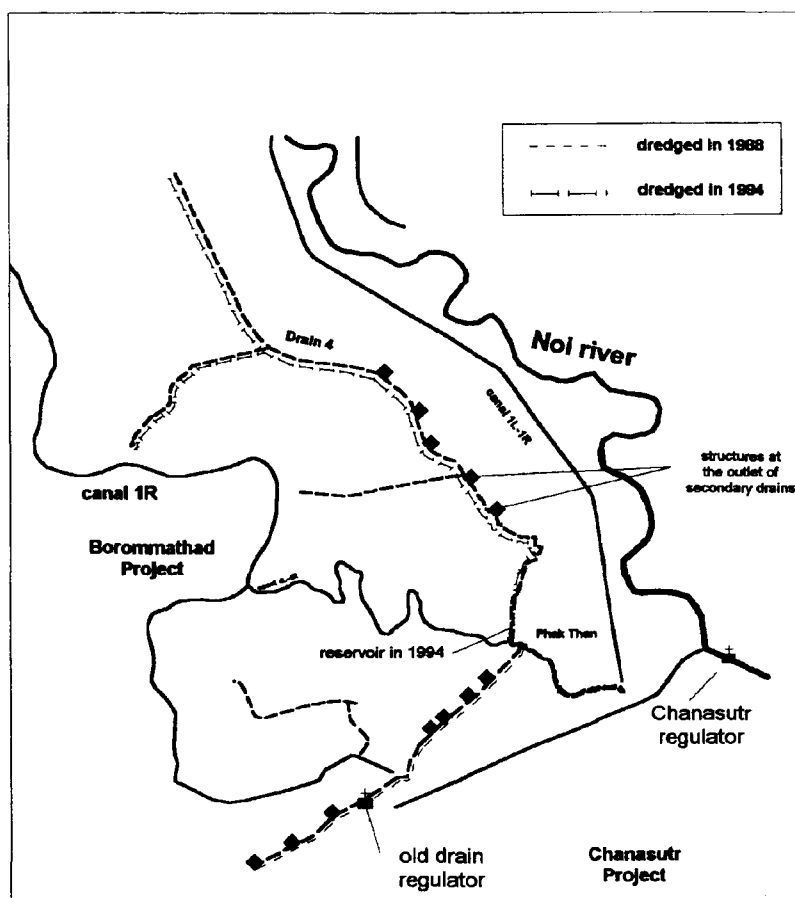 dredged in 1988
dredged in 1994
Drain 4
Noi river
canal 1L-1R
structures at
the outlet of
secondary drains
canal 1R
Borommathad
Project
reservoir in 1994
Phak Than
Chanasutr
regulator
old drain
regulator
Chanasutr
Project